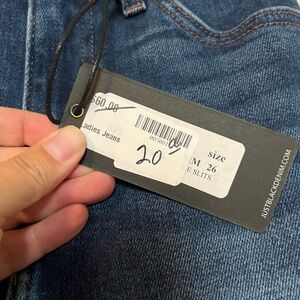 $60.00
Ladies Jeans
20
size
26
SLITS
JUSTBLACKDENIM.COM